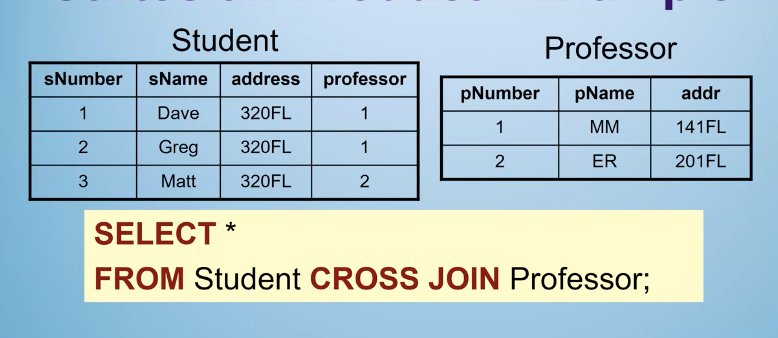 Student
sNumber sName address professor
1 Dave 320FL 1
2 Greg 320FL 1
3 Matt 320FL 2
Professor
pNumber pName addr
1 MM 141FL
2 ER 201FL
SELECT *
FROM Student CROSS JOIN Professor;